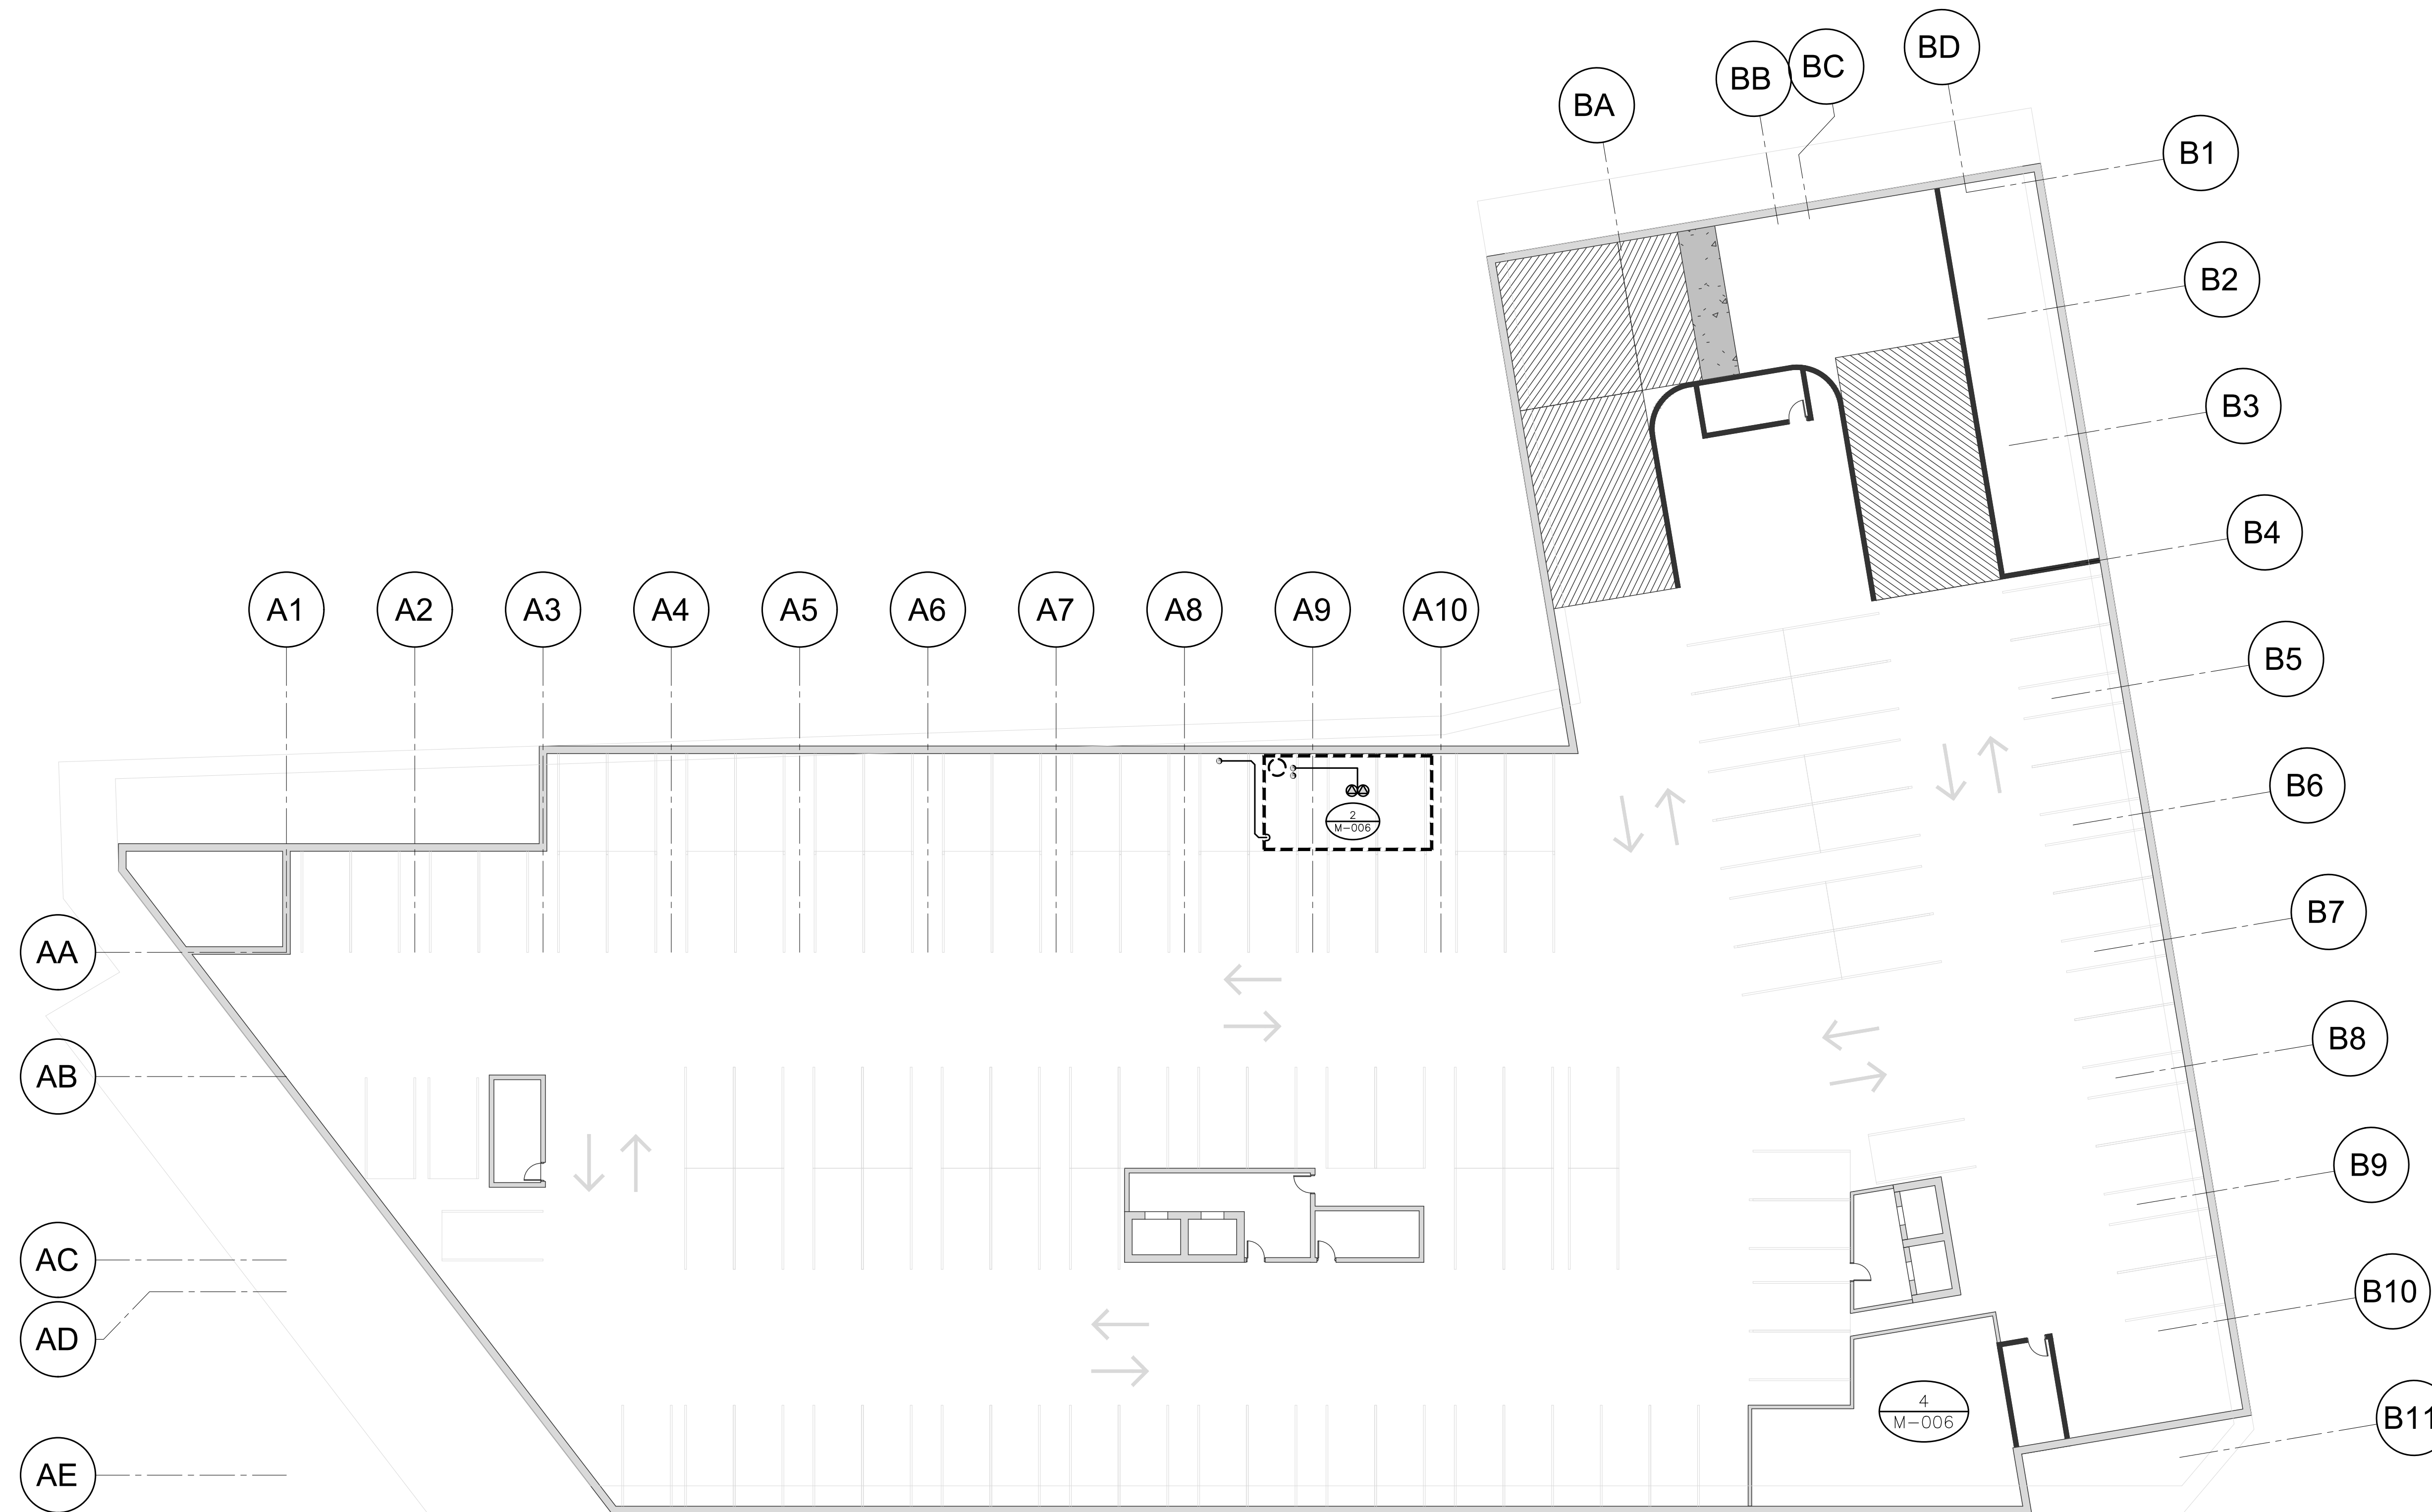 BD
BC
BB
BA
B1
B2
B3
B4
A1 A2 A3 A4 A5 A6 A7 A8 A9 A10
B5
B6
2
M-006
B7
AA
B8
AB
B9
AC
B10
AD
4
M-006
B11
AE